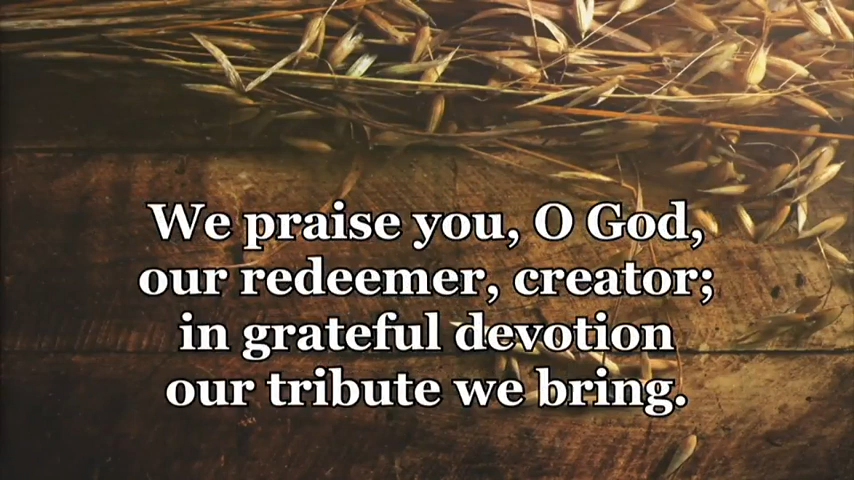 We praise you, O God,
our redeemer, creator;
in grateful devotion
our tribute we bring.